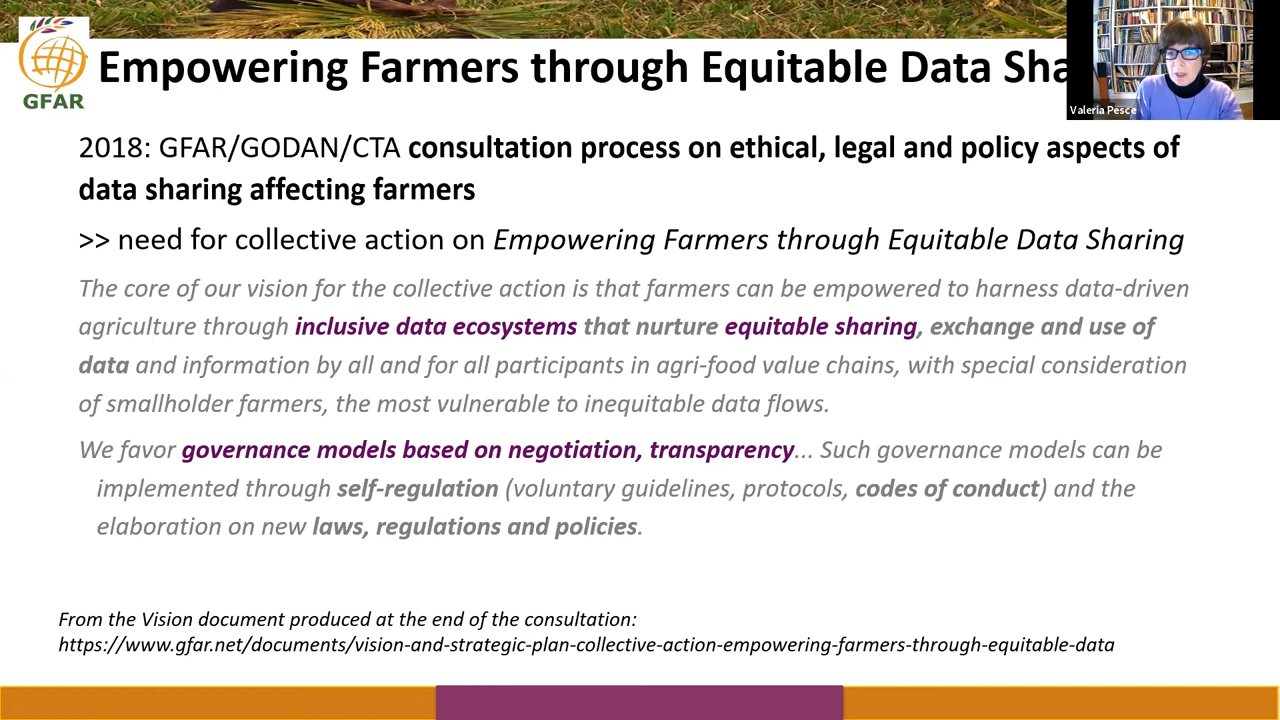 Empowering Farmers through Equitable Data Sha
GFAR
Valeria Pesce
2018: GFAR/GODAN/CTA consultation process on ethical, legal and policy aspects of
data sharing affecting farmers
>> need for collective action on Empowering Farmers through Equitable Data Sharing
The core of our vision for the collective action is that farmers can be empowered to harness data-driven
agriculture through inclusive data ecosystems that nurture equitable sharing, exchange and use of
data and information by all and for all participants in agri-food value chains, with special consideration
of smallholder farmers, the most vulnerable to inequitable data flows.
We favor governance models based on negotiation, transparency... Such governance models can be
implemented through self-regulation (voluntary guidelines, protocols, codes of conduct) and the
elaboration on new laws, regulations and policies.
From the Vision document produced at the end of the consultation:
https://www.gfar.net/documents/vision-and-strategic-plan-collective-action-empowering-farmers-through-equitable-data